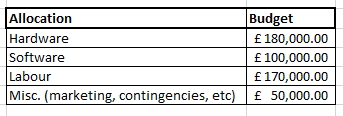 Allocation Budget
Hardware £ 180,000.00
Software £ 100,000.00
Labour £ 170,000.00
Misc. (marketing, contingencies, etc) £ 50,000.00